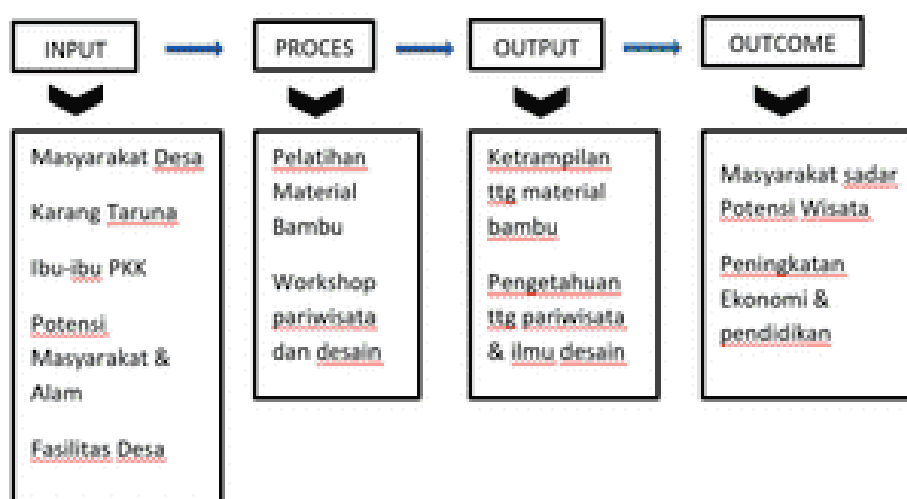 INPUT
PROCES
OUTPUT
OUTCOME
Masyarakat Desa
Karang Taruna
Ibu-ibu PKK
Potensi
Masyarakat &
Alam
Fasilitas Desa
Pelatihan
Material
Bambu
Workshop
pariwisata
dan desain
Ketrampilan
ttg material
bambu
Pengetahuan
ttg pariwisata
& ilmu desain
Masyarakat sadar
Potensi Wisata
Peningkatan
Ekonomi &
pendidikan